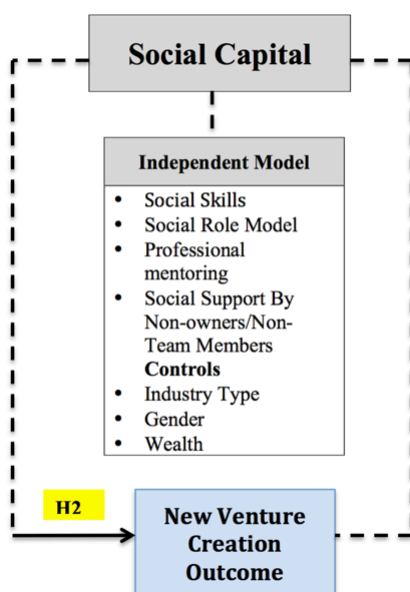 Social Capital
Independent Model
• Social Skills
• Social Role Model
• Professional
mentoring
• Social Support By
Non-owners/Non-
Team Members
Controls
• Industry Type
• Gender
• Wealth
H2
New Venture
Creation
Outcome